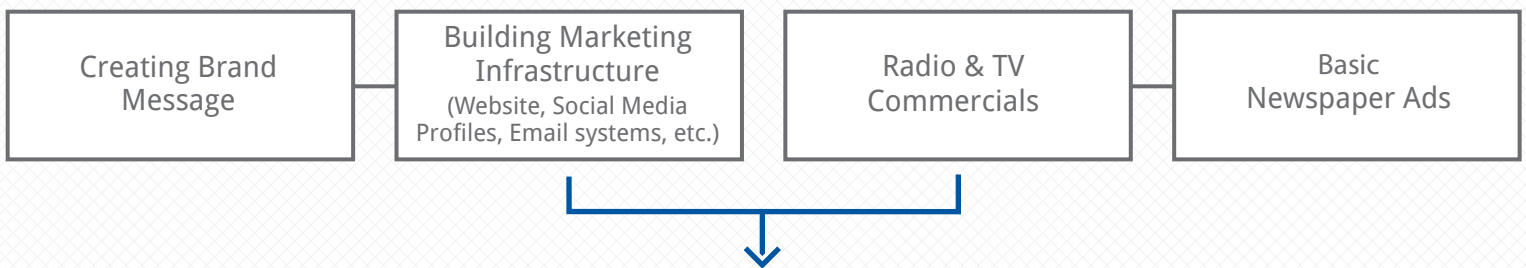 Creating Brand
Message
Building Marketing
Infrastructure
(Website, Social Media
Profiles, Email systems, etc.)
Radio & TV
Commercials
Basic
Newspaper Ads